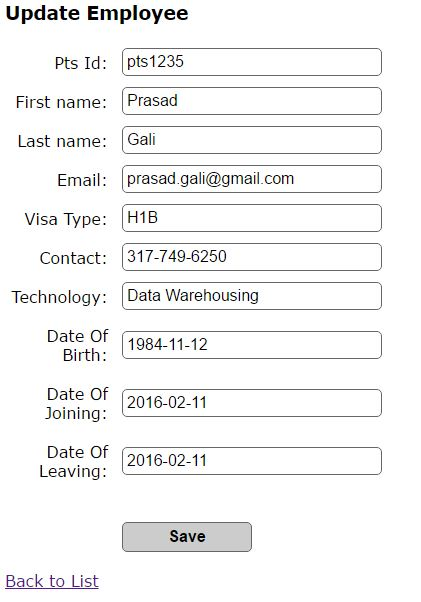 Update Employee
Pts Id: pts1235
First name: Prasad
Last name: Gali
Email: prasad.gali@gmail.com
Visa Type: H1B
Contact: 317-749-6250
Technology: Data Warehousing
Date Of
Birth: 1984-11-12
Date Of
Joining: 2016-02-11
Date Of
Leaving: 2016-02-11
Save
Back to List